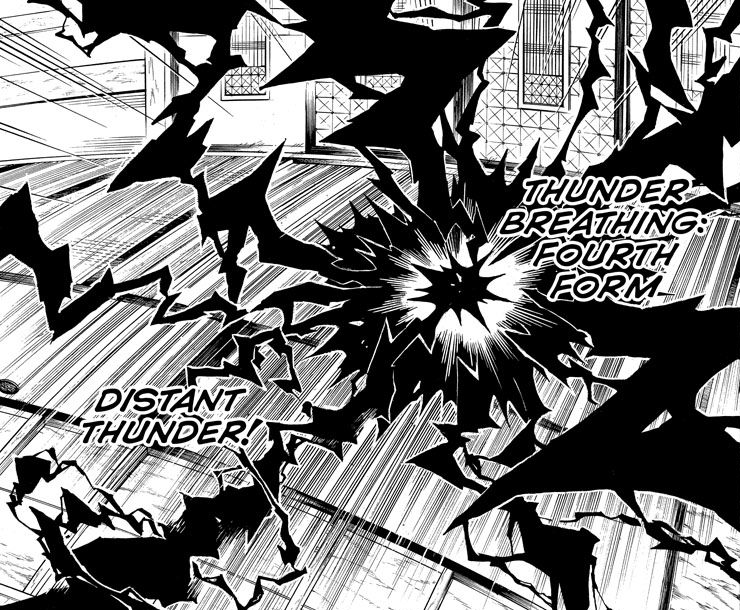 THUNDER
BREATHING:
FOURTH
FORM
DISTANT
THUNDER!